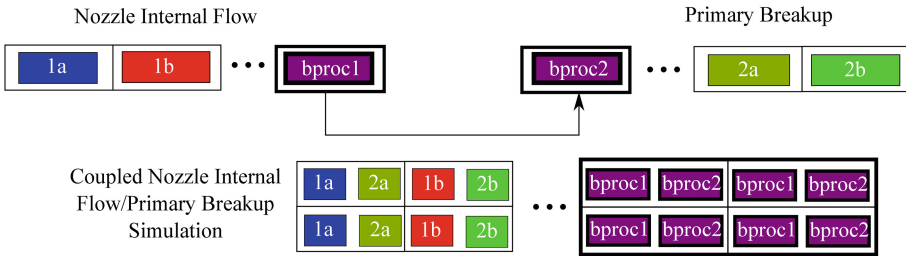 Nozzle Internal Flow
Primary Breakup
1a 1b ••• bproc1 bproc2 ••• 2a 2b
Coupled Nozzle Internal
Flow/Primary Breakup
Simulation
1a 2a 1b 2b ••• bproc1 bproc2 bproc1 bproc2
1a 2a 1b 2b bproc1 bproc2 bproc1 bproc2